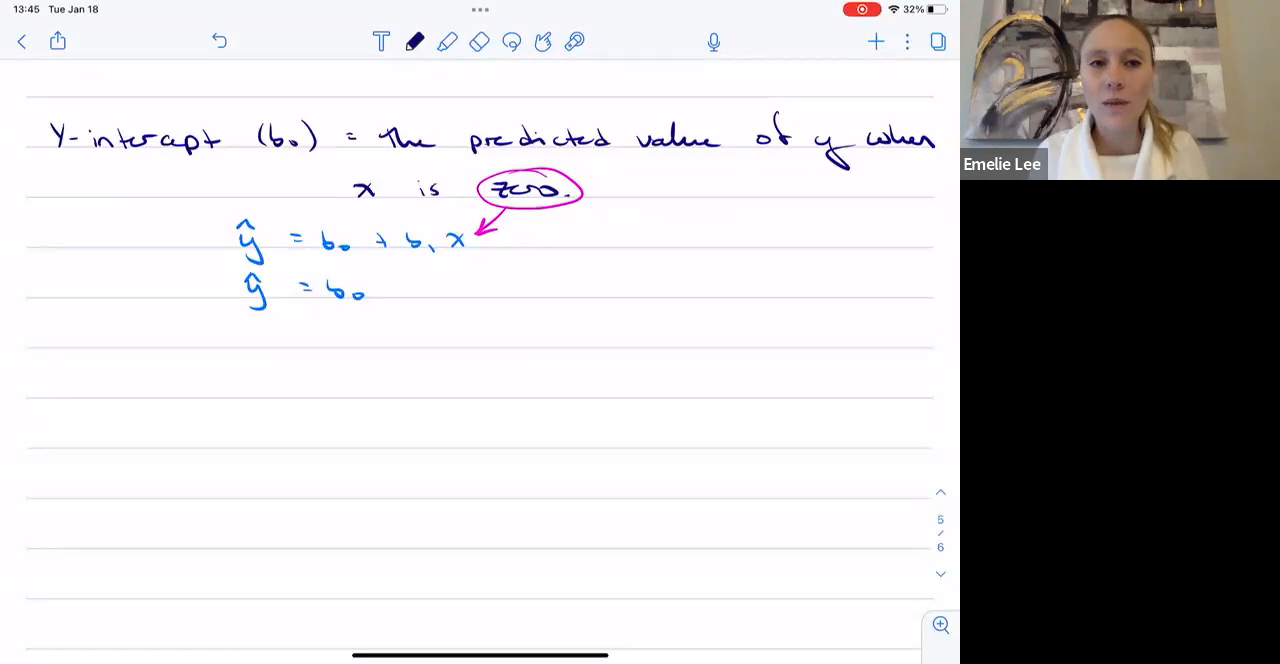 13:45 Tue Jan 18
32%
T
Y-intercept (b₀) = the predicted value of y when
x is zero.
ŷ = b₀ + b₁ x
ŷ = b₀
Emelie Lee
5
/
6